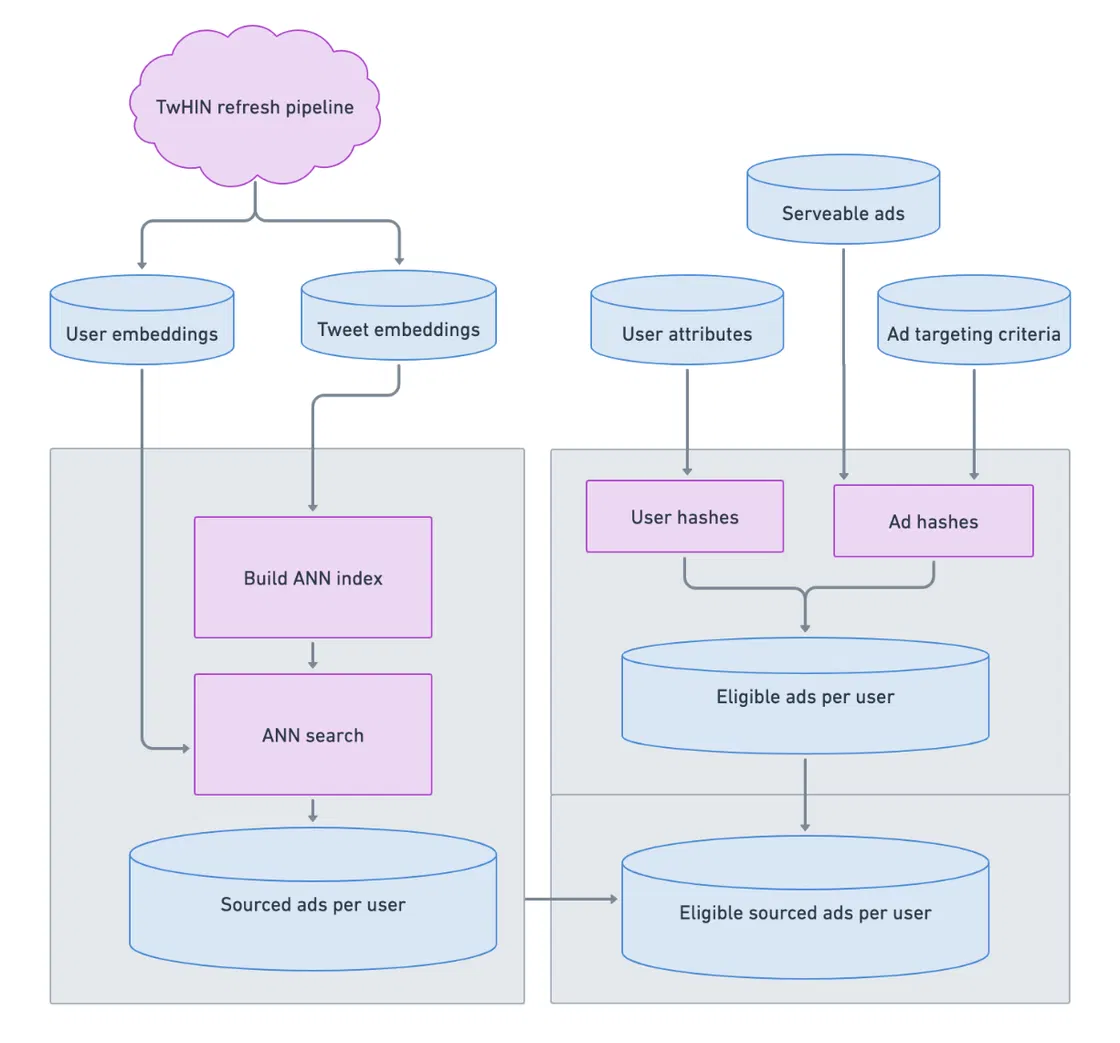 TwHIN refresh pipeline
Serveable ads
User embeddings
Tweet embeddings
User attributes
Ad targeting criteria
User hashes
Ad hashes
Build ANN index
Eligible ads per user
ANN search
Sourced ads per user
Eligible sourced ads per user